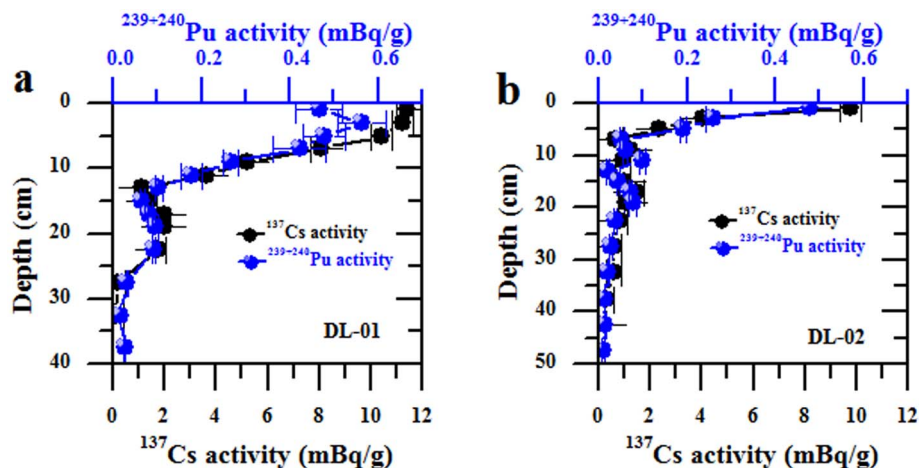 239+240Pu activity (mBq/g)
0.0 0.2 0.4 0.6
a
0
10
20
30
40
Depth (cm)
137Cs activity
239+240Pu activity
DL-01
0 2 4 6 8 10 12
137Cs activity (mBq/g)
239+240Pu activity (mBq/g)
0.0 0.2 0.4 0.6
b
0
10
20
30
40
50
Depth (cm)
137Cs activity
239+240Pu activity
DL-02
0 2 4 6 8 10 12
137Cs activity (mBq/g)